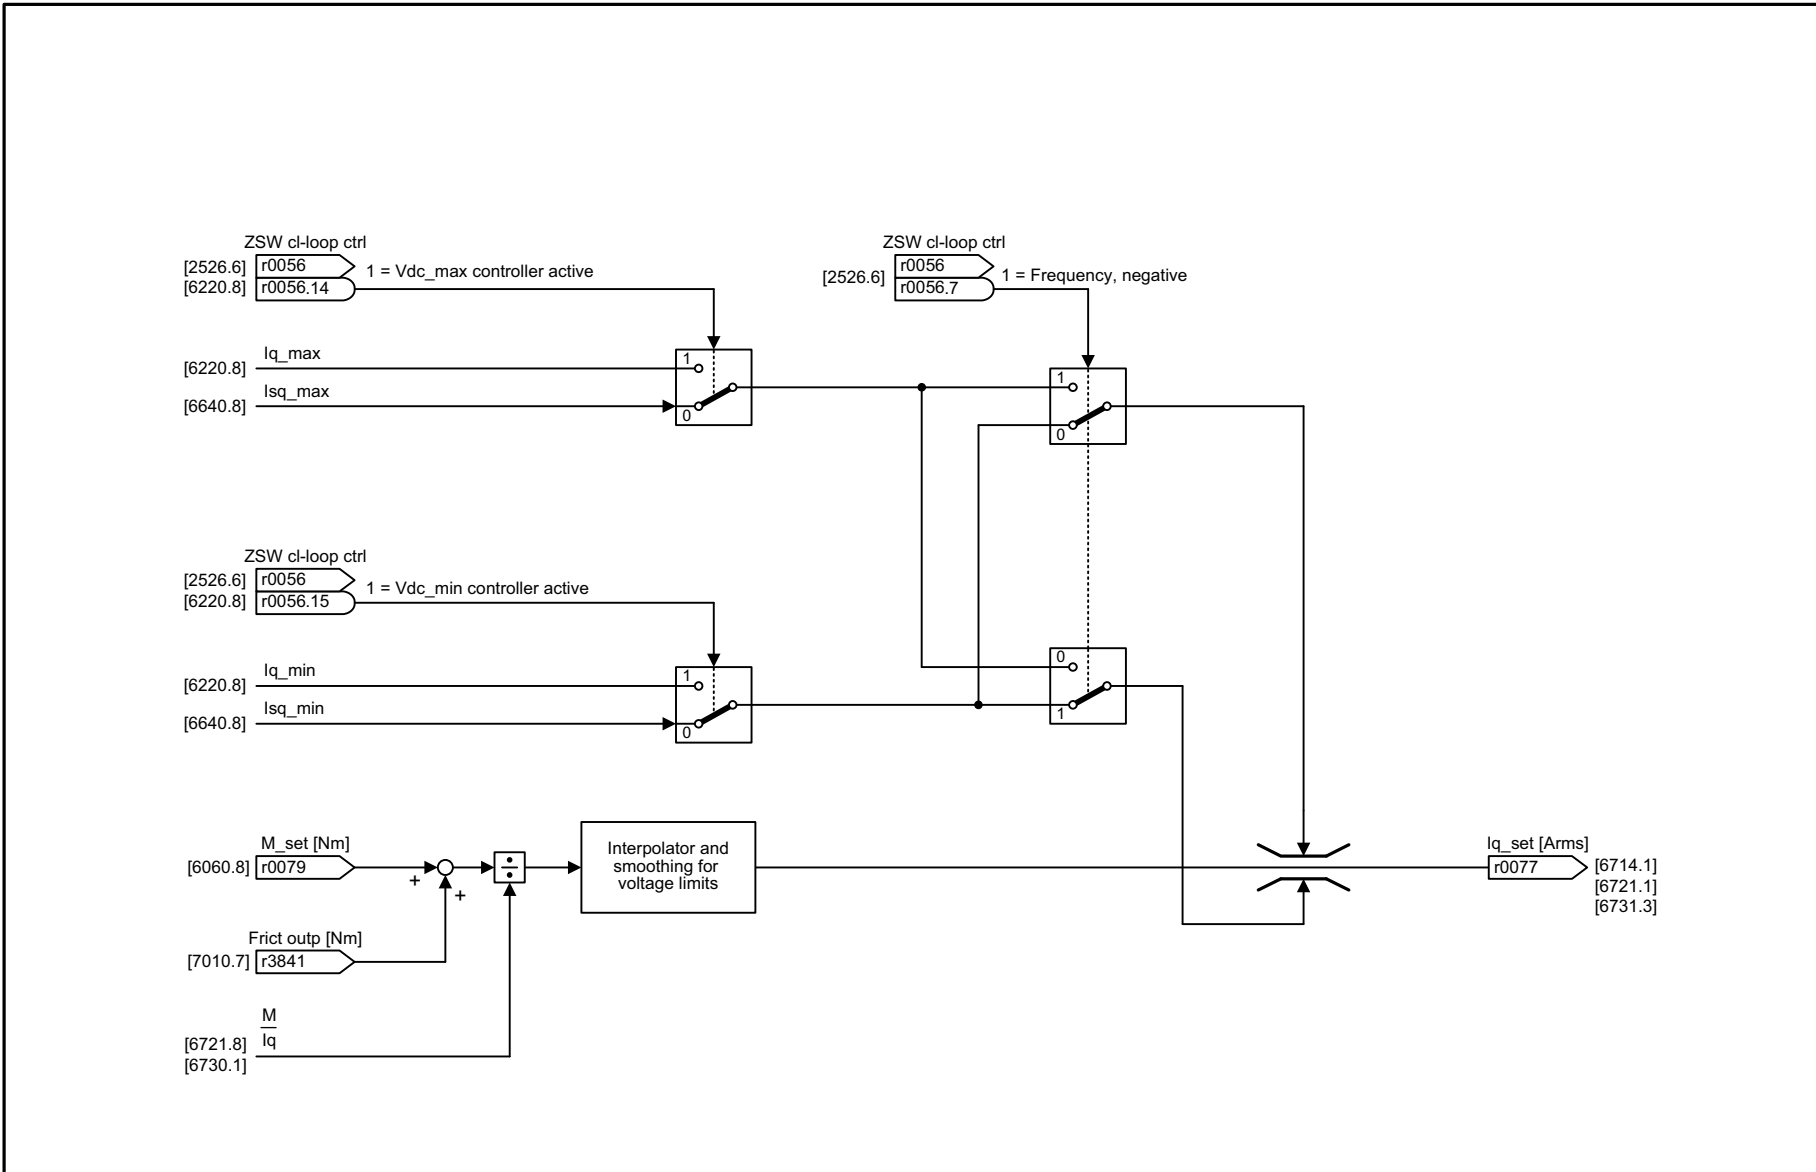 ZSW cl-loop ctrl
[2526.6] r0056
[6220.8] r0056.14
1 = Vdc_max controller active
ZSW cl-loop ctrl
r0056
[2526.6]
r0056.7
1 = Frequency, negative
Iq_max
[6220.8]
1
Isq_max
[6640.8]
0
1
0
ZSW cl-loop ctrl
[2526.6] r0056
[6220.8] r0056.15
1 = Vdc_min controller active
Iq_min
[6220.8]
1
Isq_min
[6640.8]
0
0
1
M_set [Nm]
[6060.8] r0079
+
+
÷
Interpolator and
smoothing for
voltage limits
Iq_set [Arms]
r0077 [6714.1]
[6721.1]
[6731.3]
Frict outp [Nm]
[7010.7] r3841
M
Iq
[6721.8]
[6730.1]